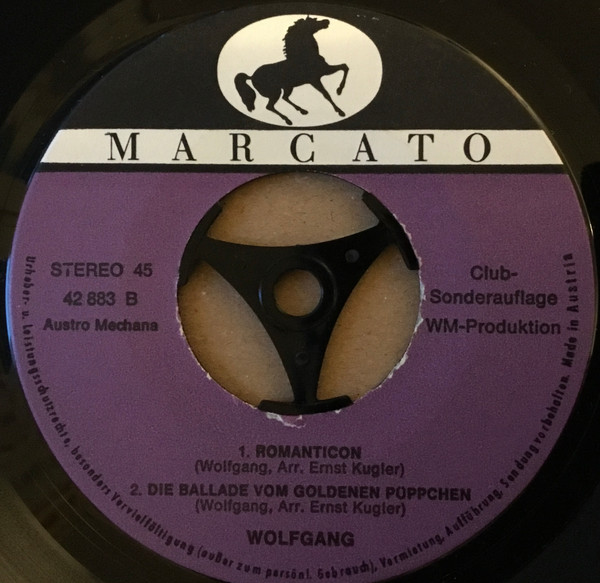 MARCATO
STEREO 45
42 883 B
Austro Mechana
Club-
Sonderauflage
WM-Produktion
1. ROMANTICON
(Wolfgang, Arr. Ernst Kugler)
2. DIE BALLADE VOM GOLDENEN PÜPPCHEN
(Wolfgang, Arr. Ernst Kugler)
WOLFGANG
Urheber- u. Leistungsschutzrechte, besonders Vervielfältigung (außer zum persönl. Gebrauch), Vermietung, Aufführung, Sendung vorbehalten. Made in Austria